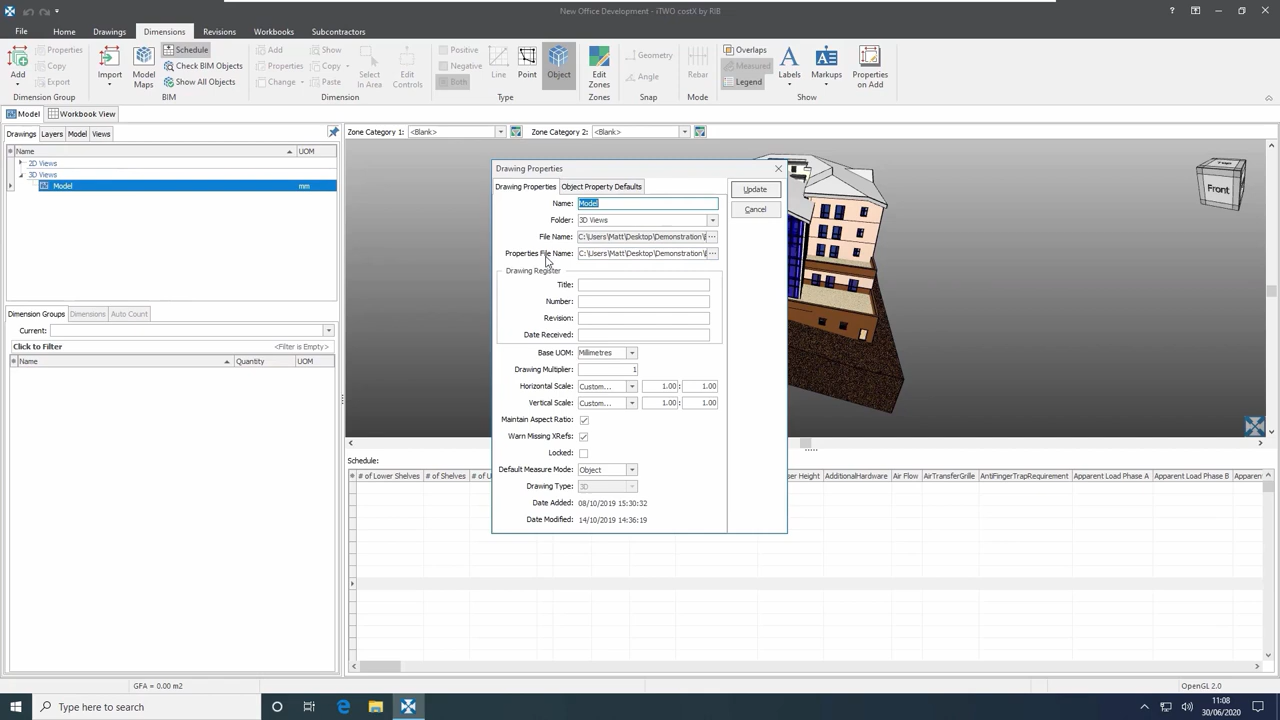 New Office Development - iTWO costX by RIB
File Home Drawings Dimensions Revisions Workbooks Subcontractors
Add Properties Copy Export Dimension Group
Import Model Maps Schedule Check BIM Objects Show All Objects BIM
Add Properties Change Show Copy Paste Select In Area Edit Controls Dimension
Positive Negative Both Line Point Object Type
Edit Zones Zones
Geometry Angle Snap
Rebar Mode
Overlaps Measured Legend Labels Markups Properties on Add Show
Model Workbook View
Drawings Layers Model Views
Zone Category 1: <Blank> Zone Category 2: <Blank>
Name UOM
2D Views
3D Views
Model mm
Front
Drawing Properties
Drawing Properties Object Property Defaults
Update
Cancel
Name: Model
Folder: 3D Views
File Name: C:\Users\Matt\Desktop\Demonstration\
Properties File Name: C:\Users\Matt\Desktop\Demonstration\
Drawing Register
Title:
Number:
Revision:
Date Received:
Base UOM: Millimetres
Drawing Multiplier: 1
Horizontal Scale: Custom... 1.00 : 1.00
Vertical Scale: Custom... 1.00 : 1.00
Maintain Aspect Ratio:
Warn Missing XRefs:
Locked:
Default Measure Mode: Object
Drawing Type: 3D
Date Added: 08/10/2019 15:30:32
Date Modified: 14/10/2019 14:36:19
Dimension Groups Dimensions Auto Count
Current:
Click to Filter <Filter is Empty>
Name Quantity UOM
Schedule:
# of Lower Shelves # of Shelves # of U
ser Height AdditionalHardware Air Flow AirTransferGrille AntiFingerTrapRequirement Apparent Load Phase A Apparent Load Phase B Apparen
GFA = 0.00 m2
OpenGL 2.0
Type here to search
11:08
30/06/2020